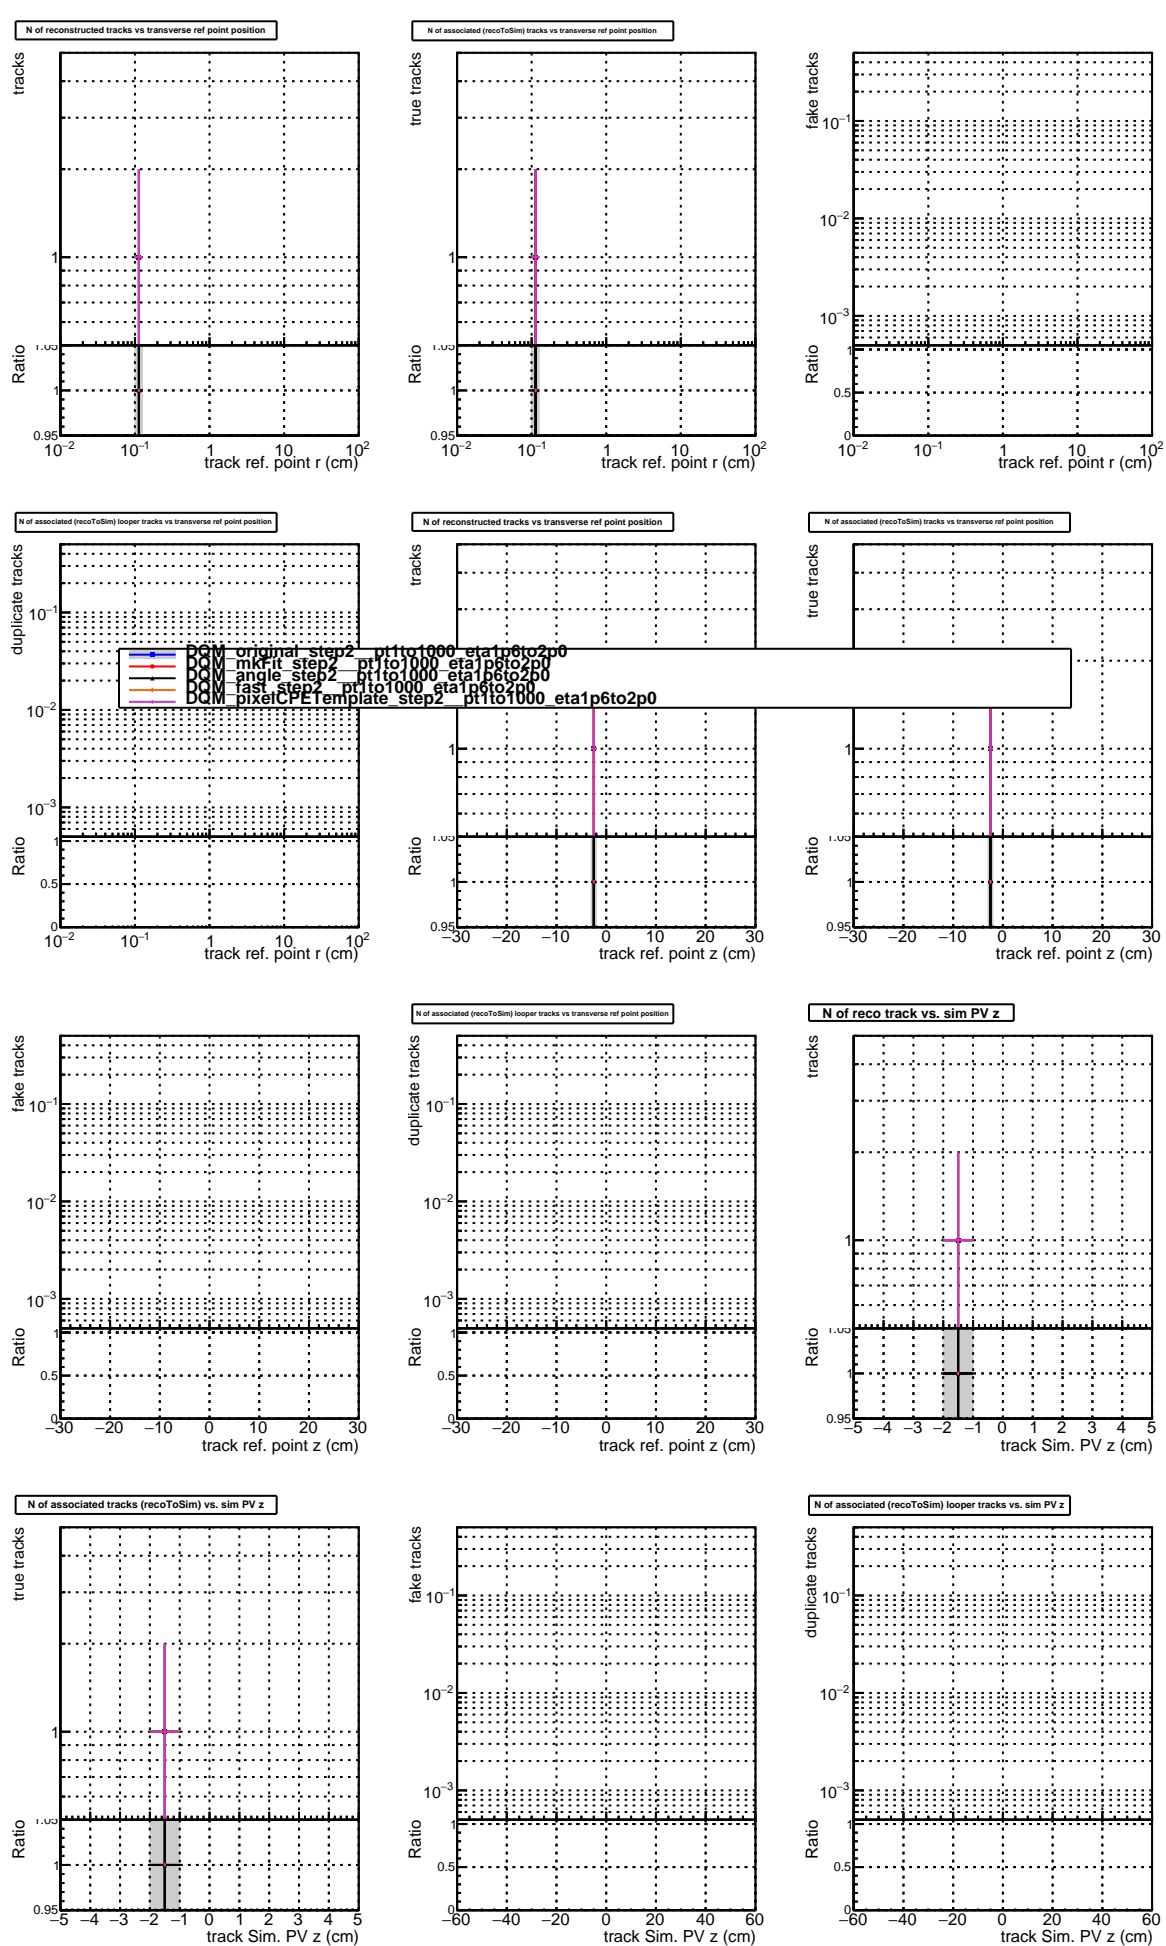 N of reconstructed tracks vs transverse ref point position
tracks
1
1.05
Ratio
1
0.95
10−2 10−1 1 10 102
track ref. point r (cm)
N of associated (recoToSim) tracks vs transverse ref point position
true tracks
1
1.05
Ratio
1
0.95
10−2 10−1 1 10 102
track ref. point r (cm)
fake tracks
10−1
10−2
10−3
Ratio
1
0.5
0
10−2 10−1 1 10 102
track ref. point r (cm)
N of associated (recoToSim) looper tracks vs transverse ref point position
duplicate tracks
10−1
10−2
10−3
Ratio
1
0.5
0
10−2 10−1 1 10 102
track ref. point r (cm)
N of reconstructed tracks vs transverse ref point position
tracks
1
1.05
Ratio
1
0.95
−30 −20 −10 0 10 20 30
track ref. point z (cm)
N of associated (recoToSim) tracks vs transverse ref point position
true tracks
1
1.05
Ratio
1
0.95
−30 −20 −10 0 10 20 30
track ref. point z (cm)
DQM_original_step2__pt1to1000_eta1p6to2p0
DQM_mkFit_step2__pt1to1000_eta1p6to2p0
DQM_angle_step2__pt1to1000_eta1p6to2p0
DQM_fast_step2__pt1to1000_eta1p6to2p0
DQM_pixelCPETemplate_step2__pt1to1000_eta1p6to2p0
fake tracks
10−1
10−2
10−3
Ratio
1
0.5
0
−30 −20 −10 0 10 20 30
track ref. point z (cm)
N of associated (recoToSim) looper tracks vs transverse ref point position
duplicate tracks
10−1
10−2
10−3
Ratio
1
0.5
0
−30 −20 −10 0 10 20 30
track ref. point z (cm)
N of reco track vs. sim PV z
tracks
1
1.05
Ratio
1
0.95
−5 −4 −3 −2 −1 0 1 2 3 4 5
track Sim. PV z (cm)
N of associated tracks (recoToSim) vs. sim PV z
true tracks
1
1.05
Ratio
1
0.95
−5 −4 −3 −2 −1 0 1 2 3 4 5
track Sim. PV z (cm)
fake tracks
10−1
10−2
10−3
Ratio
1
0.5
0
−60 −40 −20 0 20 40 60
track Sim. PV z (cm)
N of associated (recoToSim) looper tracks vs. sim PV z
duplicate tracks
10−1
10−2
10−3
Ratio
1
0.5
0
−60 −40 −20 0 20 40 60
track Sim. PV z (cm)